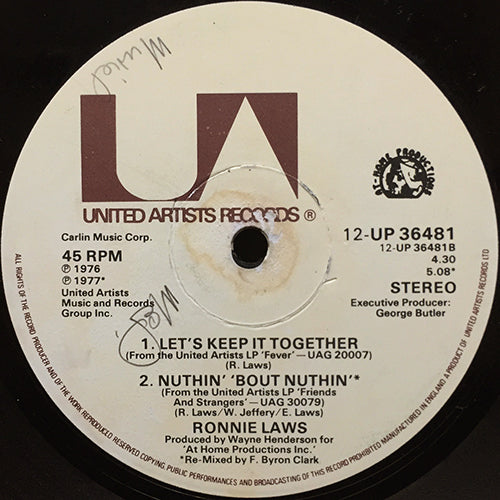 Muriel
UA
UNITED ARTISTS RECORDS ®
AT-HOME PRODUCTIONS
Carlin Music Corp.
12-UP 36481
12-UP 36481B
45 RPM
℗ 1976
℗ 1977*
United Artists
Music and Records
Group Inc.
4.30
5.08*
STEREO
Executive Producer:
George Butler
1. LET'S KEEP IT TOGETHER
(From the United Artists LP 'Fever' — UAG 20007)
(R. Laws)
2. NUTHIN' 'BOUT NUTHIN'*
(From the United Artists LP 'Friends
And Strangers' — UAG 30079)
(R. Laws/W. Jeffery/E. Laws)
RONNIE LAWS
Produced by Wayne Henderson for
'At Home Productions Inc.'
*Re-Mixed by F. Byron Clark
ALL RIGHTS OF THE RECORD PRODUCER AND OF THE WORK REPRODUCED RESERVED COPYING, PUBLIC PERFORMANCES AND BROADCASTING OF THIS RECORD PROHIBITED MANUFACTURED IN ENGLAND A PRODUCT OF UNITED ARTISTS RECORDS LTD